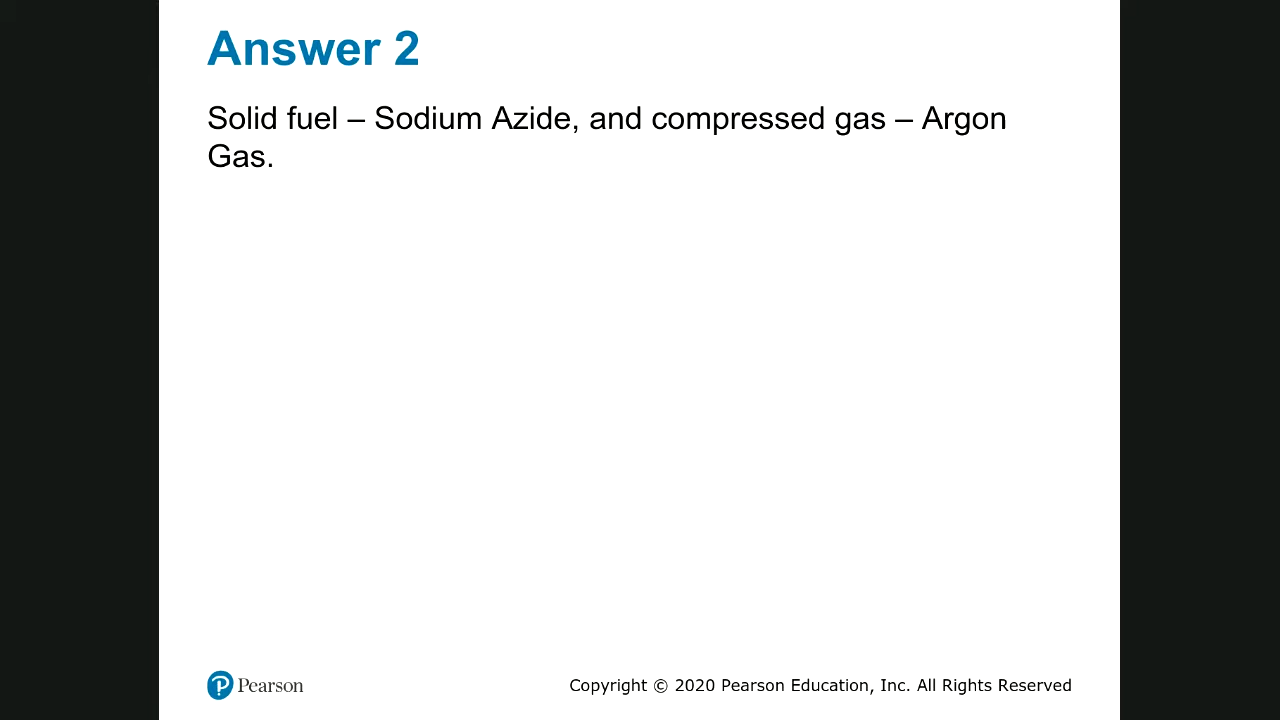 Answer 2
Solid fuel – Sodium Azide, and compressed gas – Argon
Gas.
Pearson
Copyright © 2020 Pearson Education, Inc. All Rights Reserved